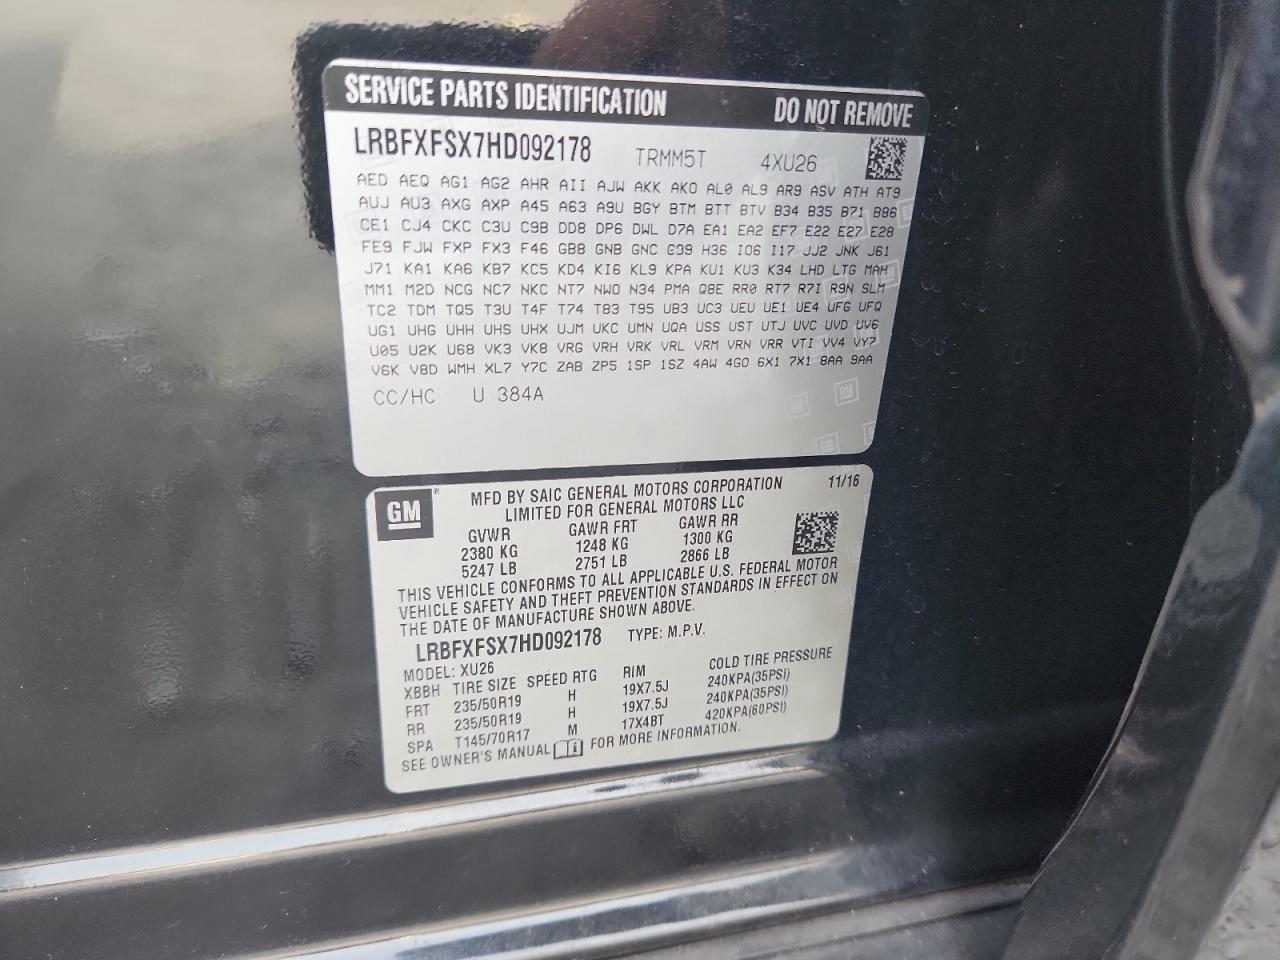 SERVICE PARTS IDENTIFICATION DO NOT REMOVE
LRBFXFSX7HD092178 TRMM5T 4XU26
AED AEQ AG1 AG2 AHR AII AJW AKK AKO AL0 AL9 AR9 ASV ATH AT9
AUJ AU3 AXG AXP A45 A63 A9U BGY BTM BTT BTV B34 B35 B71 B86
CE1 CJ4 CKC C3U C9B DD8 DP6 DWL D7A EA1 EA2 EF7 E22 E27 E28
FE9 FJW FXP FX3 F46 GB8 GNB GNC G39 H36 IO6 I17 JJ2 JNK J61
J71 KA1 KA6 KB7 KC5 KD4 KI6 KL9 KPA KU1 KU3 K34 LHD LTG MAH
MM1 M2D NCG NC7 NKC NT7 NWO N34 PMA Q8E RR0 RT7 R7I R9N SLM
TC2 TDM TQ5 T3U T4F T74 T83 T95 UB3 UC3 UEU UE1 UE4 UFG UFQ
UG1 UHG UHH UHS UHX UJM UKC UMN UQA USS UST UTJ UVC UVD UV6
U05 U2K U68 VK3 VK8 VRG VRH VRK VRL VRM VRN VRR VTI VV4 VY7
V6K V8D WMH XL7 Y7C ZAB ZP5 1SP 1SZ 4AW 4GO 6X1 7X1 8AA 9AA
CC/HC U 384A
GM® MFD BY SAIC GENERAL MOTORS CORPORATION 11/16
LIMITED FOR GENERAL MOTORS LLC
GVWR GAWR FRT GAWR RR
2380 KG 1248 KG 1300 KG
5247 LB 2751 LB 2866 LB
THIS VEHICLE CONFORMS TO ALL APPLICABLE U.S. FEDERAL MOTOR
VEHICLE SAFETY AND THEFT PREVENTION STANDARDS IN EFFECT ON
THE DATE OF MANUFACTURE SHOWN ABOVE.
LRBFXFSX7HD092178 TYPE: M.P.V.
MODEL: XU26
XBBH TIRE SIZE SPEED RTG RIM COLD TIRE PRESSURE
FRT 235/50R19 H 19X7.5J 240KPA(35PSI)
RR 235/50R19 H 19X7.5J 240KPA(35PSI)
SPA T145/70R17 M 17X4BT 420KPA(60PSI)
SEE OWNER'S MANUAL FOR MORE INFORMATION.